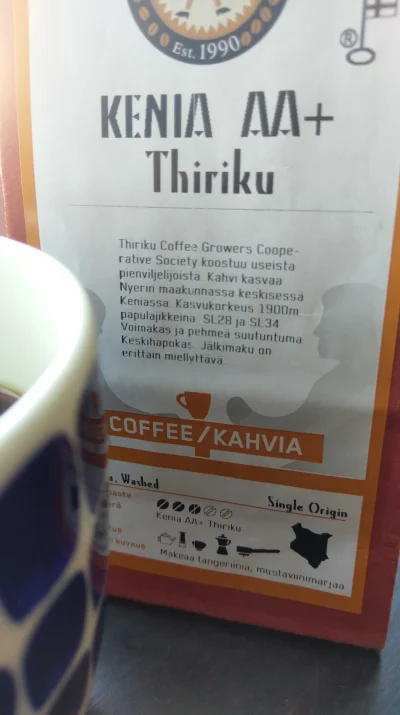 Est. 1990
®
KENIA AA+
Thiriku
Thiriku Coffee Growers Coope-
rative Society koostuu useista
pienviljelijöistä. Kahvi kasvaa
Nyerin maakunnassa keskisessä
Keniassa. Kasvukorkeus 1900m
papulajikkeina SL28 ja SL34
Voimakas ja pehmeä suutuntuma
Keskihapokas. Jälkimaku on
erittäin miellyttävä.
COFFEE/KAHVIA
Washed
Single Origin
Kenia AA+ Thiriku
kuvaus
Makeaa tangeriinia, mustaviinimarjaa